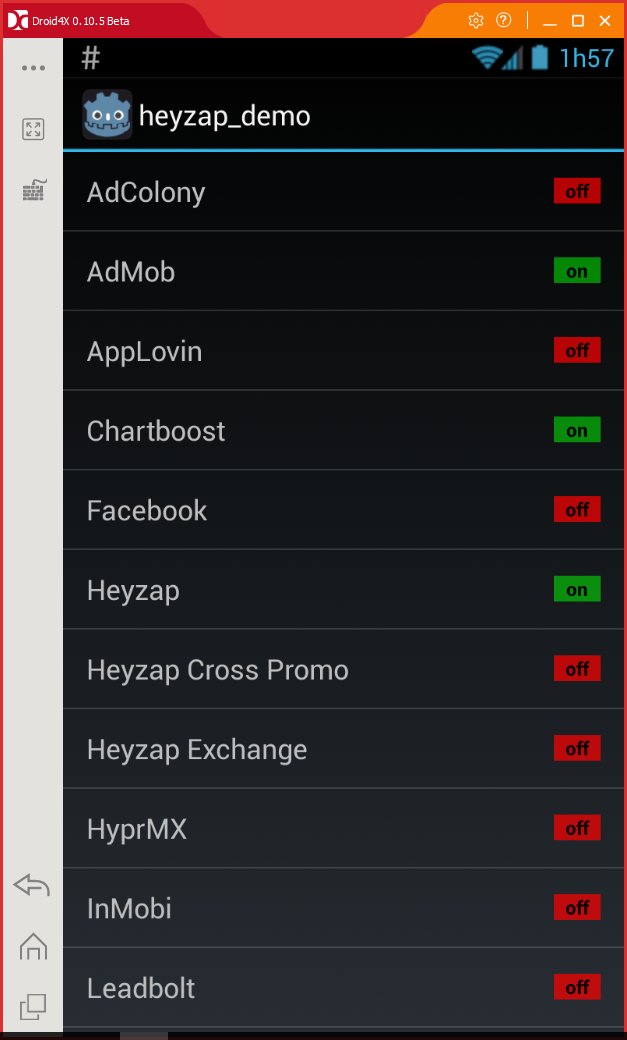 Droid4X 0.10.5 Beta
# 1h57
heyzap_demo
AdColony off
AdMob on
AppLovin off
Chartboost on
Facebook off
Heyzap on
Heyzap Cross Promo off
Heyzap Exchange off
HyprMX off
InMobi off
Leadbolt off